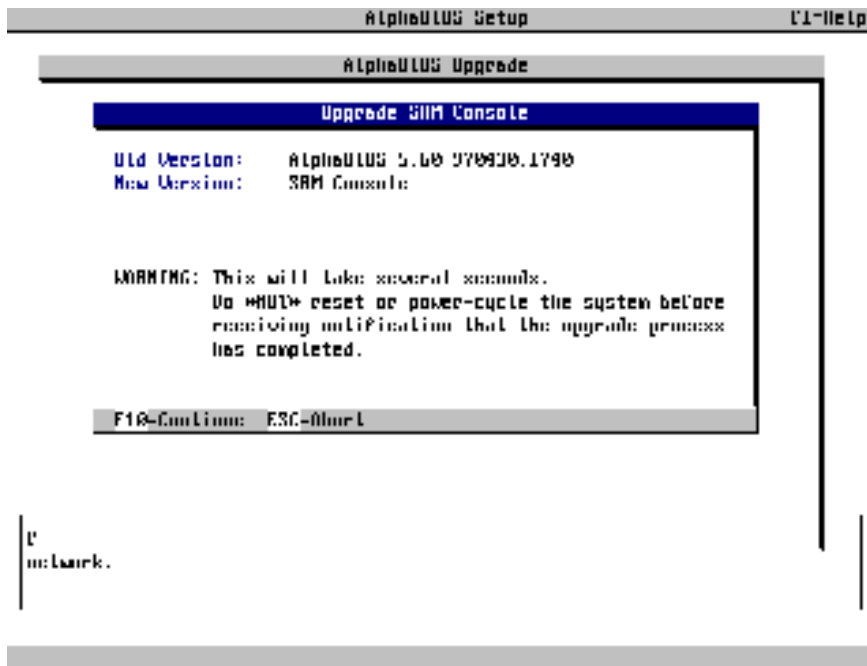 AlphaBIOS Setup F1=Help
AlphaBIOS Upgrade
Upgrade SRM Console
Old Version: AlphaBIOS 5.60 970430.1740
New Version: SRM Console
WARNING: This will take several seconds.
Do *NOT* reset or power-cycle the system before
receiving notification that the upgrade process
has completed.
F10=Continue ESC=Abort
network.